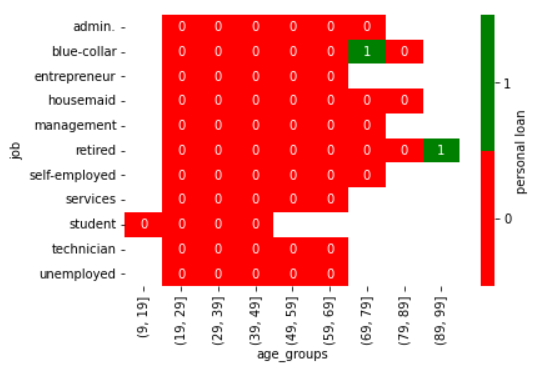 admin. 0 0 0 0 0 0
blue-collar 0 0 0 0 0 1 0
entrepreneur 0 0 0 0 0
housemaid 0 0 0 0 0 0 0
management 0 0 0 0 0 0
retired 0 0 0 0 0 0 0 1
self-employed 0 0 0 0 0 0
services 0 0 0 0 0
student 0 0 0 0
technician 0 0 0 0 0
unemployed 0 0 0 0 0
job
(9, 19]
(19, 29]
(29, 39]
(39, 49]
(49, 59]
(59, 69]
(69, 79]
(79, 89]
(89, 99]
age_groups
1
0
personal loan